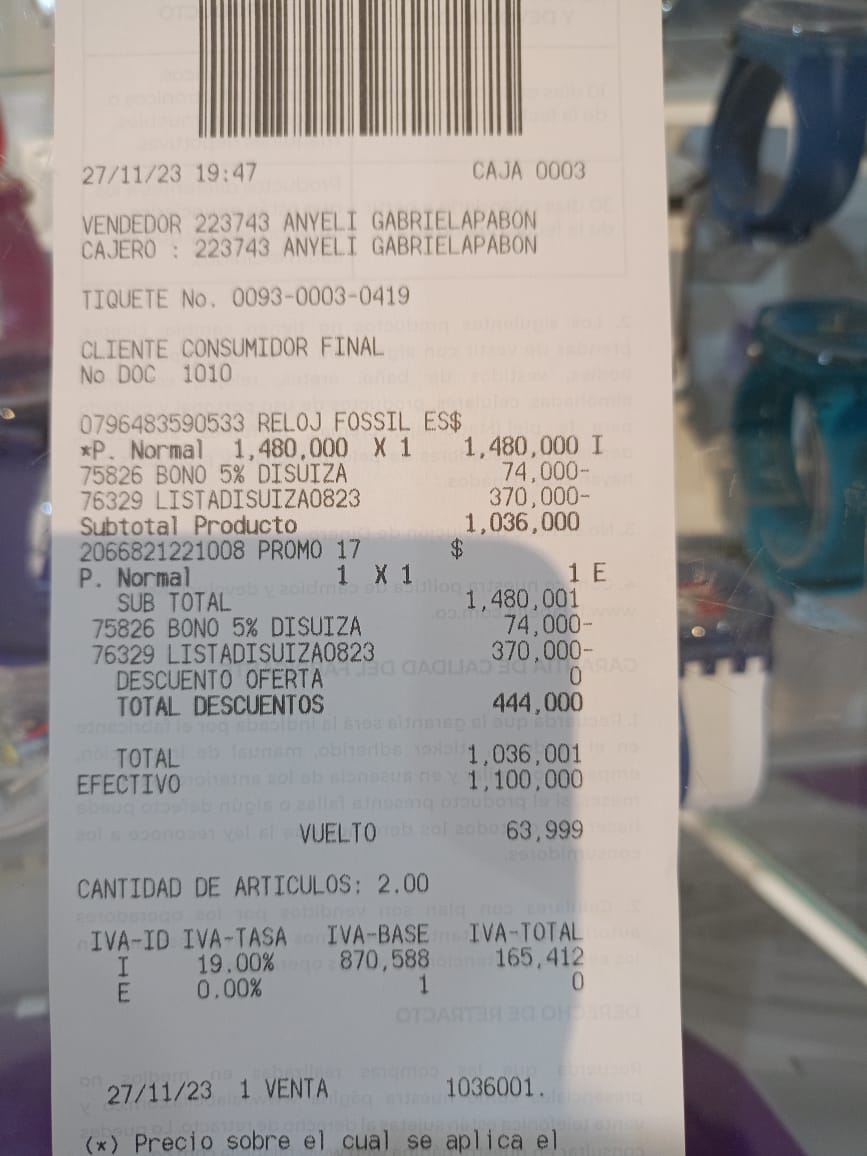 27/11/23 19:47 CAJA 0003
VENDEDOR 223743 ANYELI GABRIELAPABON
CAJERO : 223743 ANYELI GABRIELAPABON
TIQUETE No. 0093-0003-0419
CLIENTE CONSUMIDOR FINAL
No DOC 1010
0796483590533 RELOJ FOSSIL ES$
*P. Normal 1,480,000 X 1 1,480,000 I
75826 BONO 5% DISUIZA 74,000-
76329 LISTADISUIZA0823 370,000-
Subtotal Producto 1,036,000
2066821221008 PROMO 17 $
P. Normal 1 X 1 1 E
SUB TOTAL 1,480,001
75826 BONO 5% DISUIZA 74,000-
76329 LISTADISUIZA0823 370,000-
DESCUENTO OFERTA 0
TOTAL DESCUENTOS 444,000
TOTAL 1,036,001
EFECTIVO 1,100,000
VUELTO 63,999
CANTIDAD DE ARTICULOS: 2.00
IVA-ID IVA-TASA IVA-BASE IVA-TOTAL
I 19.00% 870,588 165,412
E 0.00% 1 0
27/11/23 1 VENTA 1036001.
(*) Precio sobre el cual se aplica el